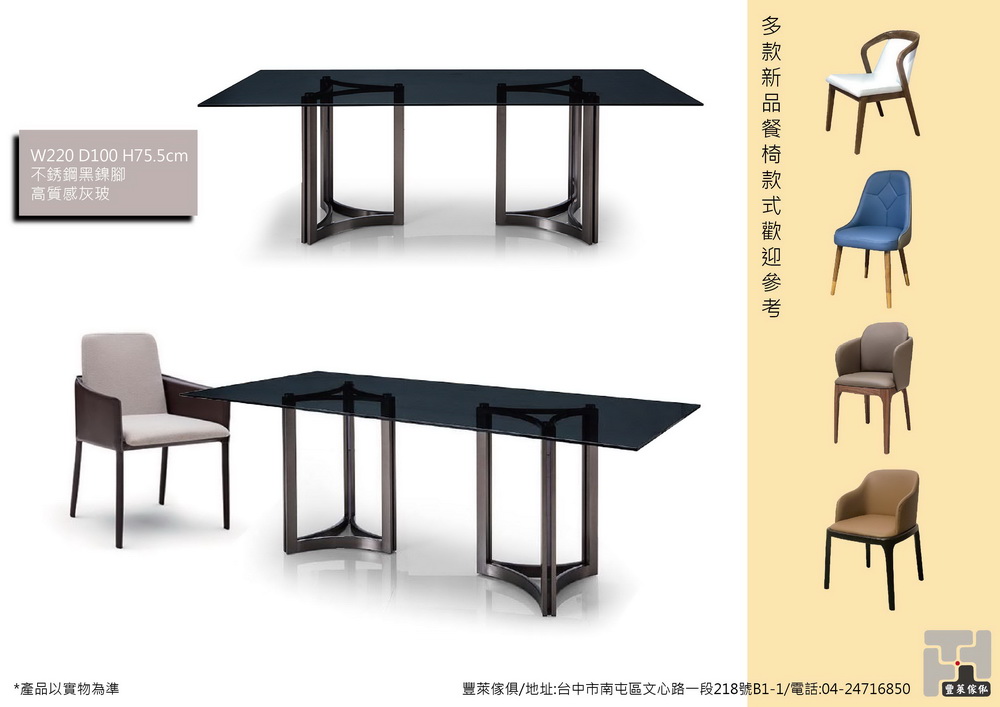 W220 D100 H75.5cm
不銹鋼黑鎳腳
高質感灰玻
多款新品餐椅款式歡迎參考
*產品以實物為準
豐萊傢俱/地址:台中市南屯區文心路一段218號B1-1/電話:04-24716850
豐萊傢俬